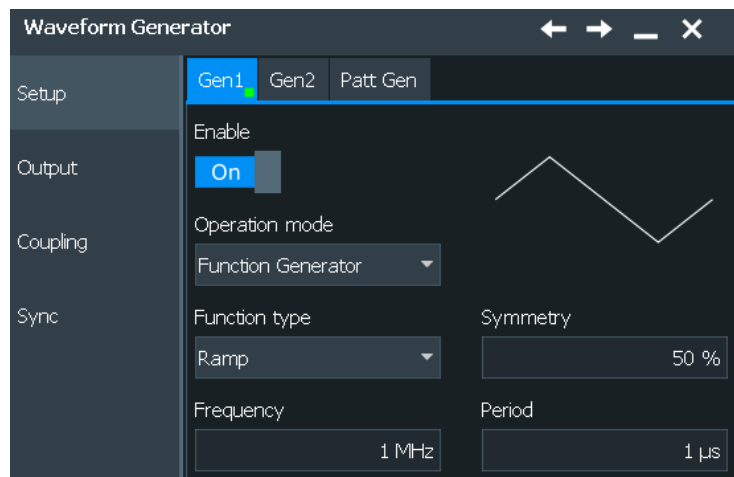 Waveform Generator
Setup
Output
Coupling
Sync
Gen1 Gen2 Patt Gen
Enable
On
Operation mode
Function Generator
Function type
Symmetry
Ramp
50 %
Frequency
Period
1 MHz
1 µs